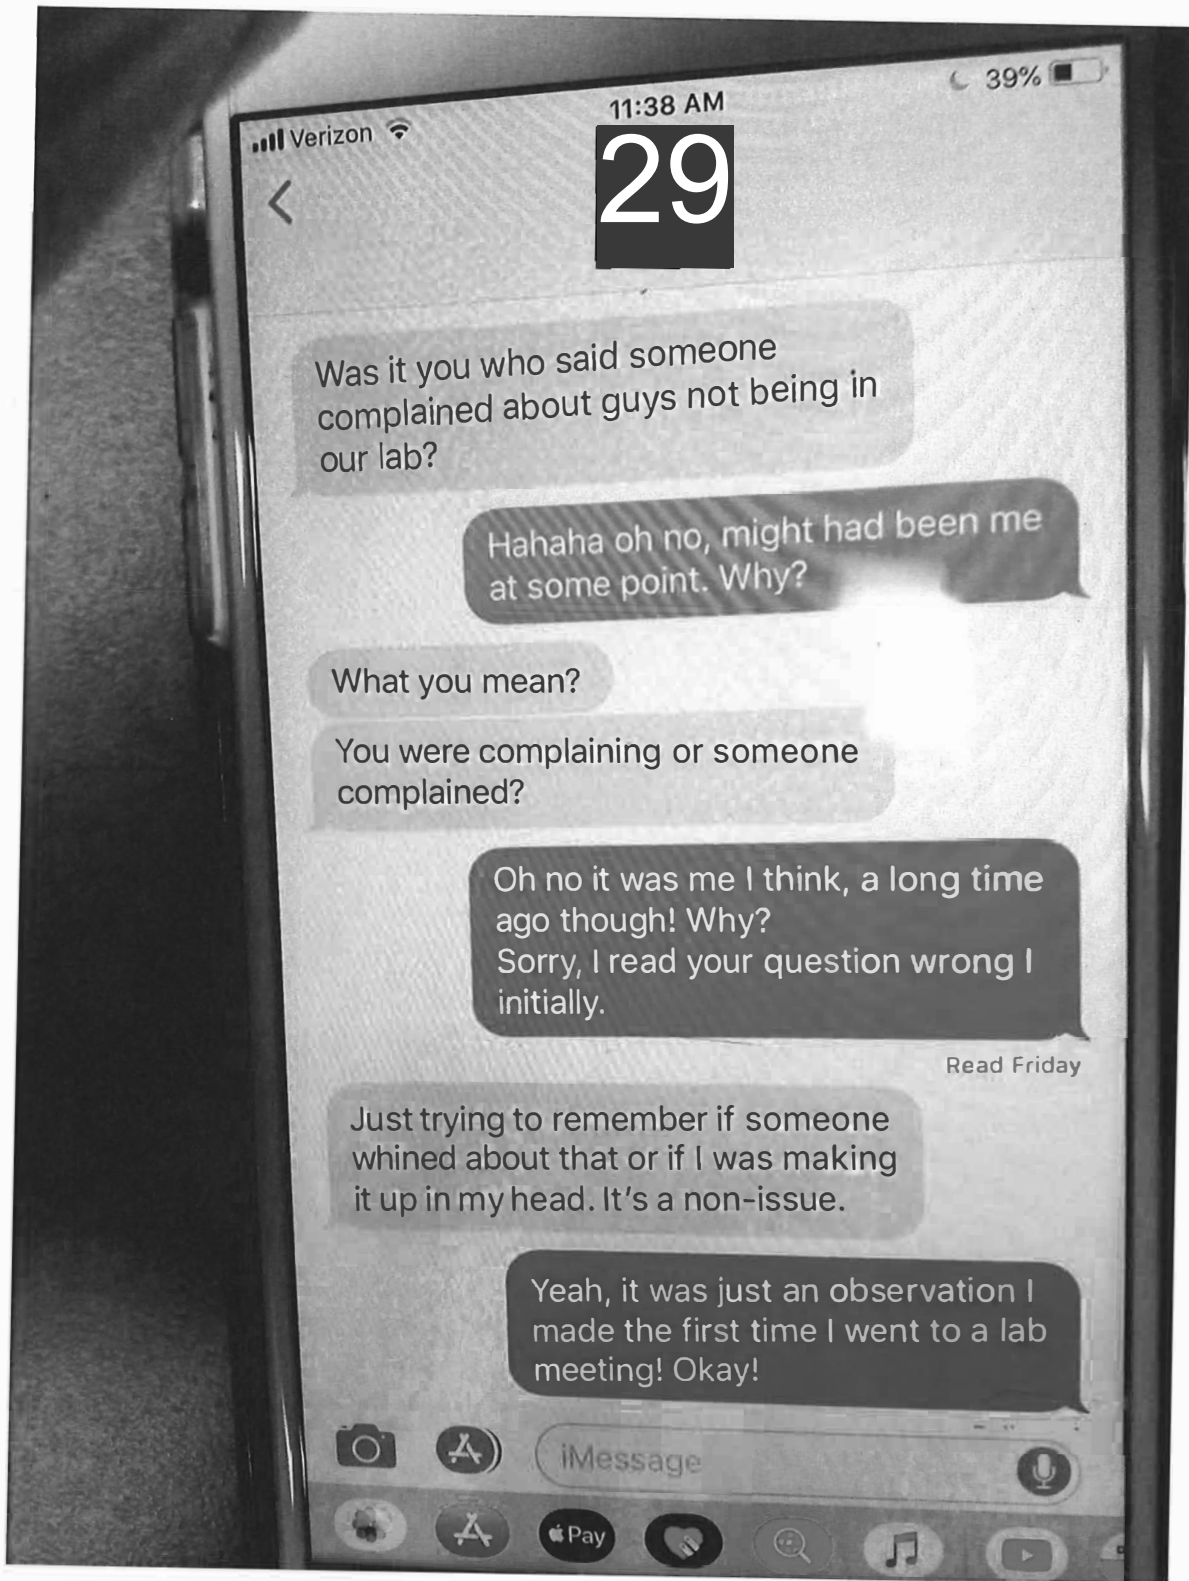 11:38 AM
39%
Verizon
29
Was it you who said someone
complained about guys not being in
our lab?
Hahaha oh no, might had been me
at some point. Why?
What you mean?
You were complaining or someone
complained?
Oh no it was me I think, a long time
ago though! Why?
Sorry, I read your question wrong I
initially.
Read Friday
Just trying to remember if someone
whined about that or if I was making
it up in my head. It's a non-issue.
Yeah, it was just an observation I
made the first time I went to a lab
meeting! Okay!
iMessage
Pay